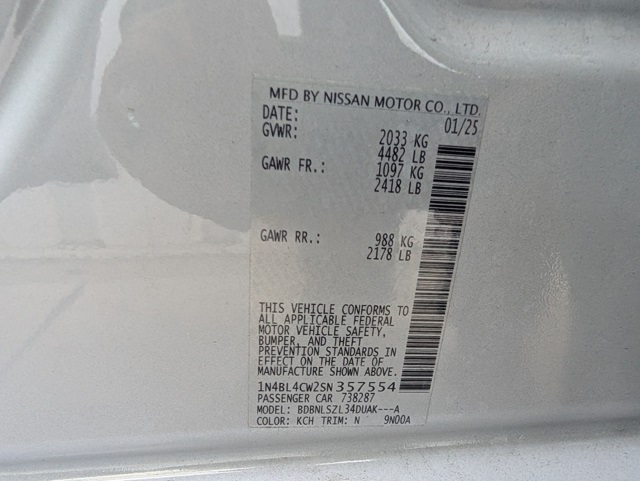 MFD BY NISSAN MOTOR CO., LTD.
DATE: 01/25
GVWR: 2033 KG
4482 LB
GAWR FR.: 1097 KG
2418 LB
GAWR RR.: 988 KG
2178 LB
THIS VEHICLE CONFORMS TO
ALL APPLICABLE FEDERAL
MOTOR VEHICLE SAFETY,
BUMPER, AND THEFT
PREVENTION STANDARDS IN
EFFECT ON THE DATE OF
MANUFACTURE SHOWN ABOVE.
1N4BL4CW2SN357554
PASSENGER CAR 738287
MODEL: BDBNLSZL34DUAK---A
COLOR: KCH TRIM: N 9N00A